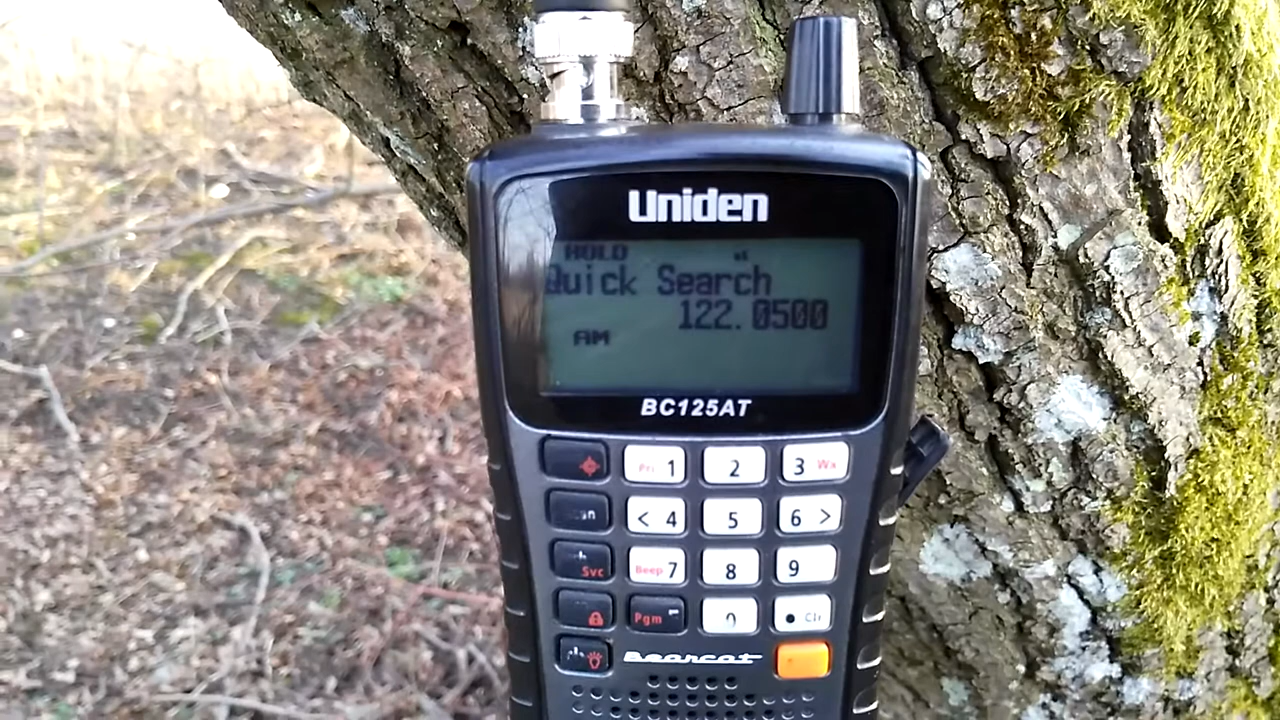 Uniden
HOLD
Quick Search
122.0500
AM
BC125AT
Pri 1 2 3 Wx
< 4 5 6 >
Svc Beep 7 8 9
Pgm 0 • Clr
Bearcat